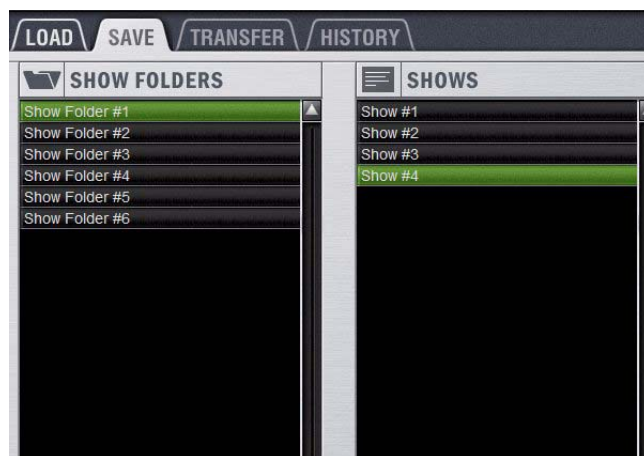 LOAD SAVE TRANSFER HISTORY
SHOW FOLDERS
Show Folder #1
Show Folder #2
Show Folder #3
Show Folder #4
Show Folder #5
Show Folder #6
SHOWS
Show #1
Show #2
Show #3
Show #4